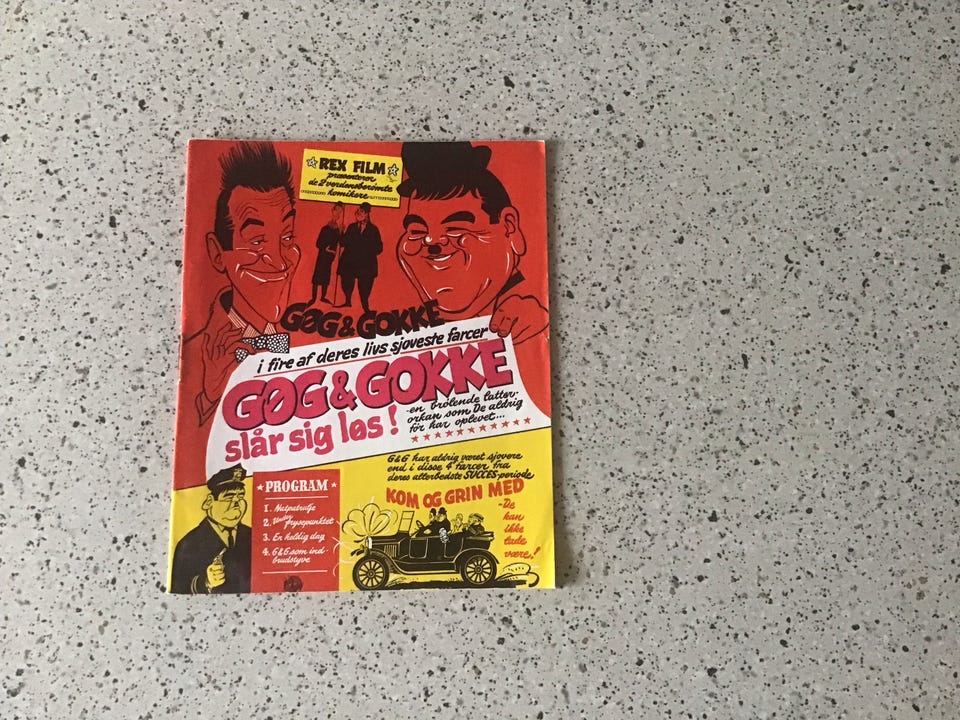 REX FILM
præsenterer
de 2 verdensberømte
komikere
GØG & GOKKE
i fire af deres livs sjoveste farcer
GØG & GOKKE
slår sig løs!
-en brølende latter-
orkan som De aldrig
før har oplevet...
G&G har aldrig været sjovere
end i disse 4 farcer fra
deres allerbedste SUCCES-periode
KOM OG GRIN MED
-De
kan
ikke
lade
være!
PROGRAM
1. Natpatrulje
2. Under frysepunktet
3. En heldig dag
4. G&G som ind-
brudstyve